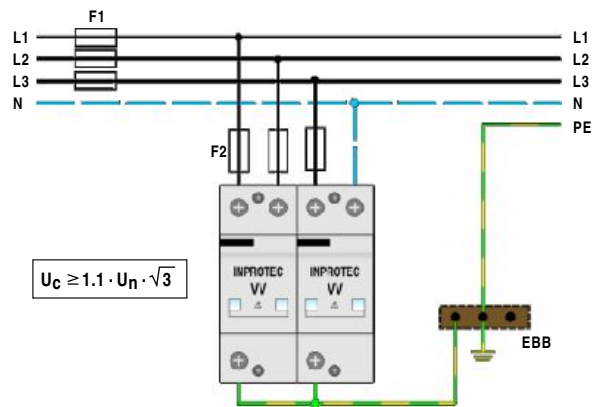 F1
L1 L1
L2 L2
L3 L3
N N
PE
F2
INPROTEC INPROTEC
VV VV
Uc ≥ 1.1 · Un · √3
EBB